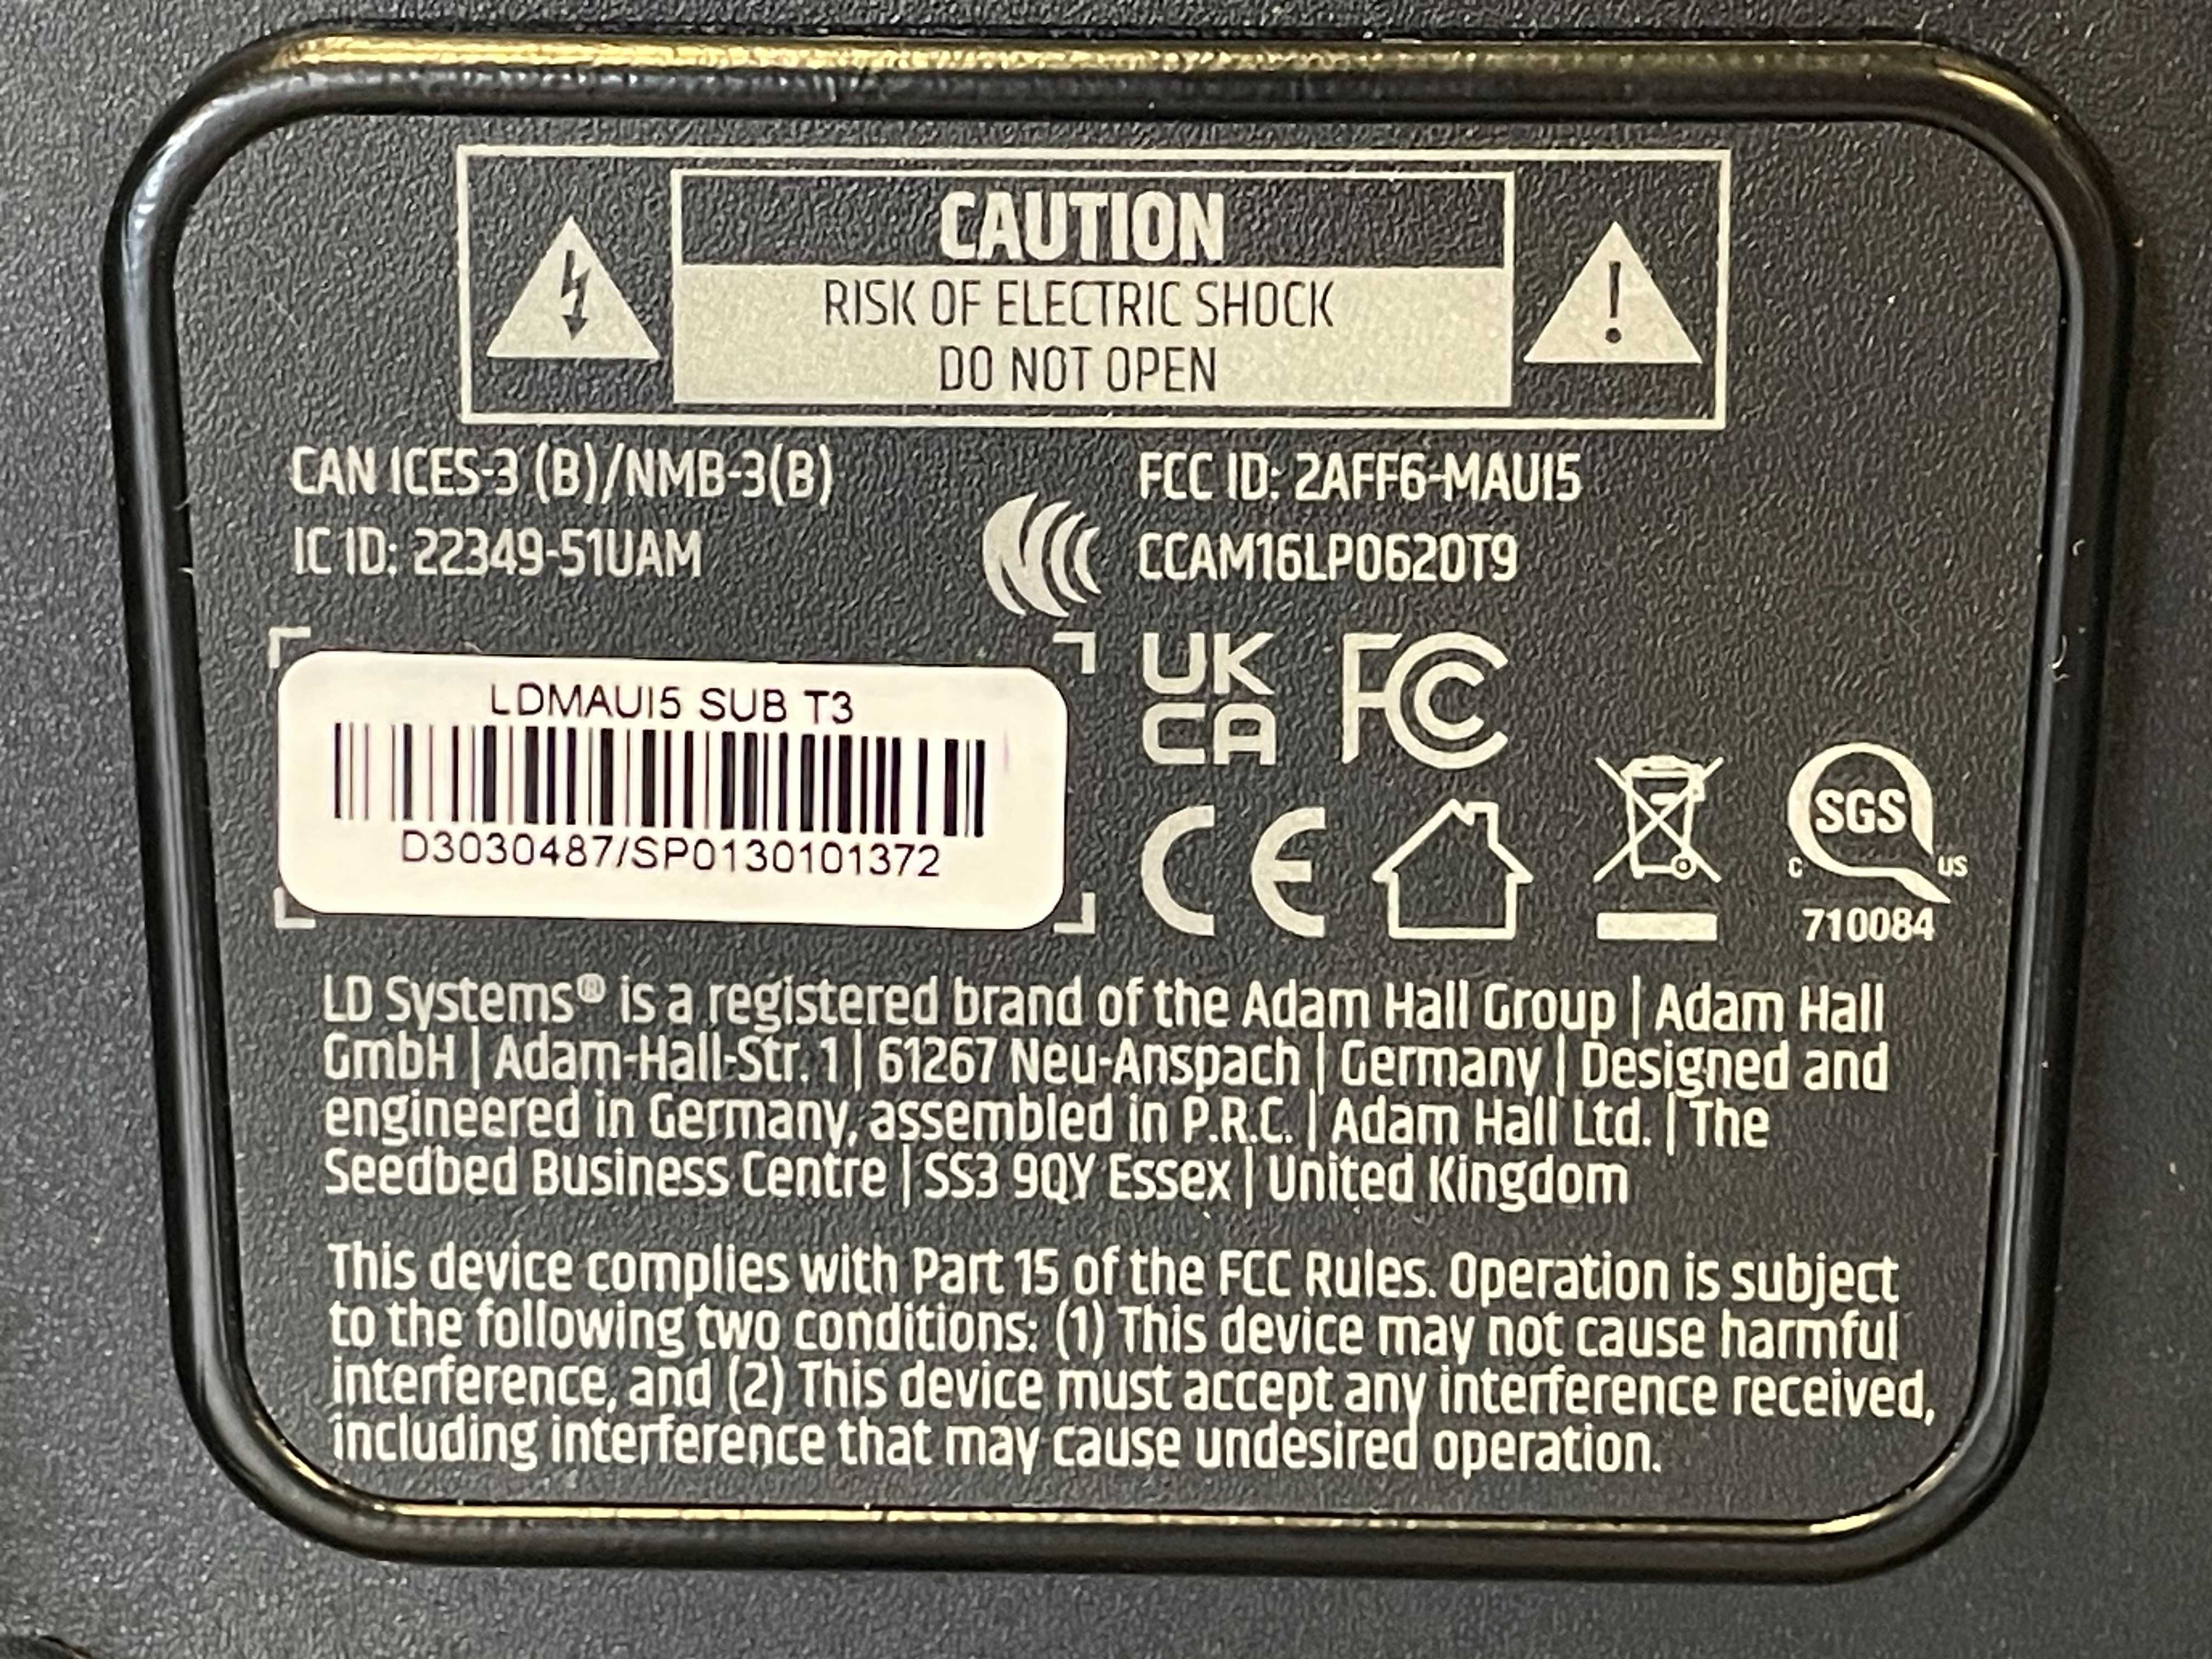 CAUTION
RISK OF ELECTRIC SHOCK
DO NOT OPEN
CAN ICES-3 (B)/NMB-3(B)
IC ID: 22349-51UAM
FCC ID: 2AFF6-MAUI5
CCAM16LP0620T9
LDMAUI5 SUB T3
D3030487/SP0130101372
UK
CA
FC
CE
SGS
C US
710084
LD Systems® is a registered brand of the Adam Hall Group | Adam Hall
GmbH | Adam-Hall-Str. 1 | 61267 Neu-Anspach | Germany | Designed and
engineered in Germany, assembled in P.R.C. | Adam Hall Ltd. | The
Seedbed Business Centre | SS3 9QY Essex | United Kingdom
This device complies with Part 15 of the FCC Rules. Operation is subject
to the following two conditions: (1) This device may not cause harmful
interference, and (2) This device must accept any interference received,
including interference that may cause undesired operation.